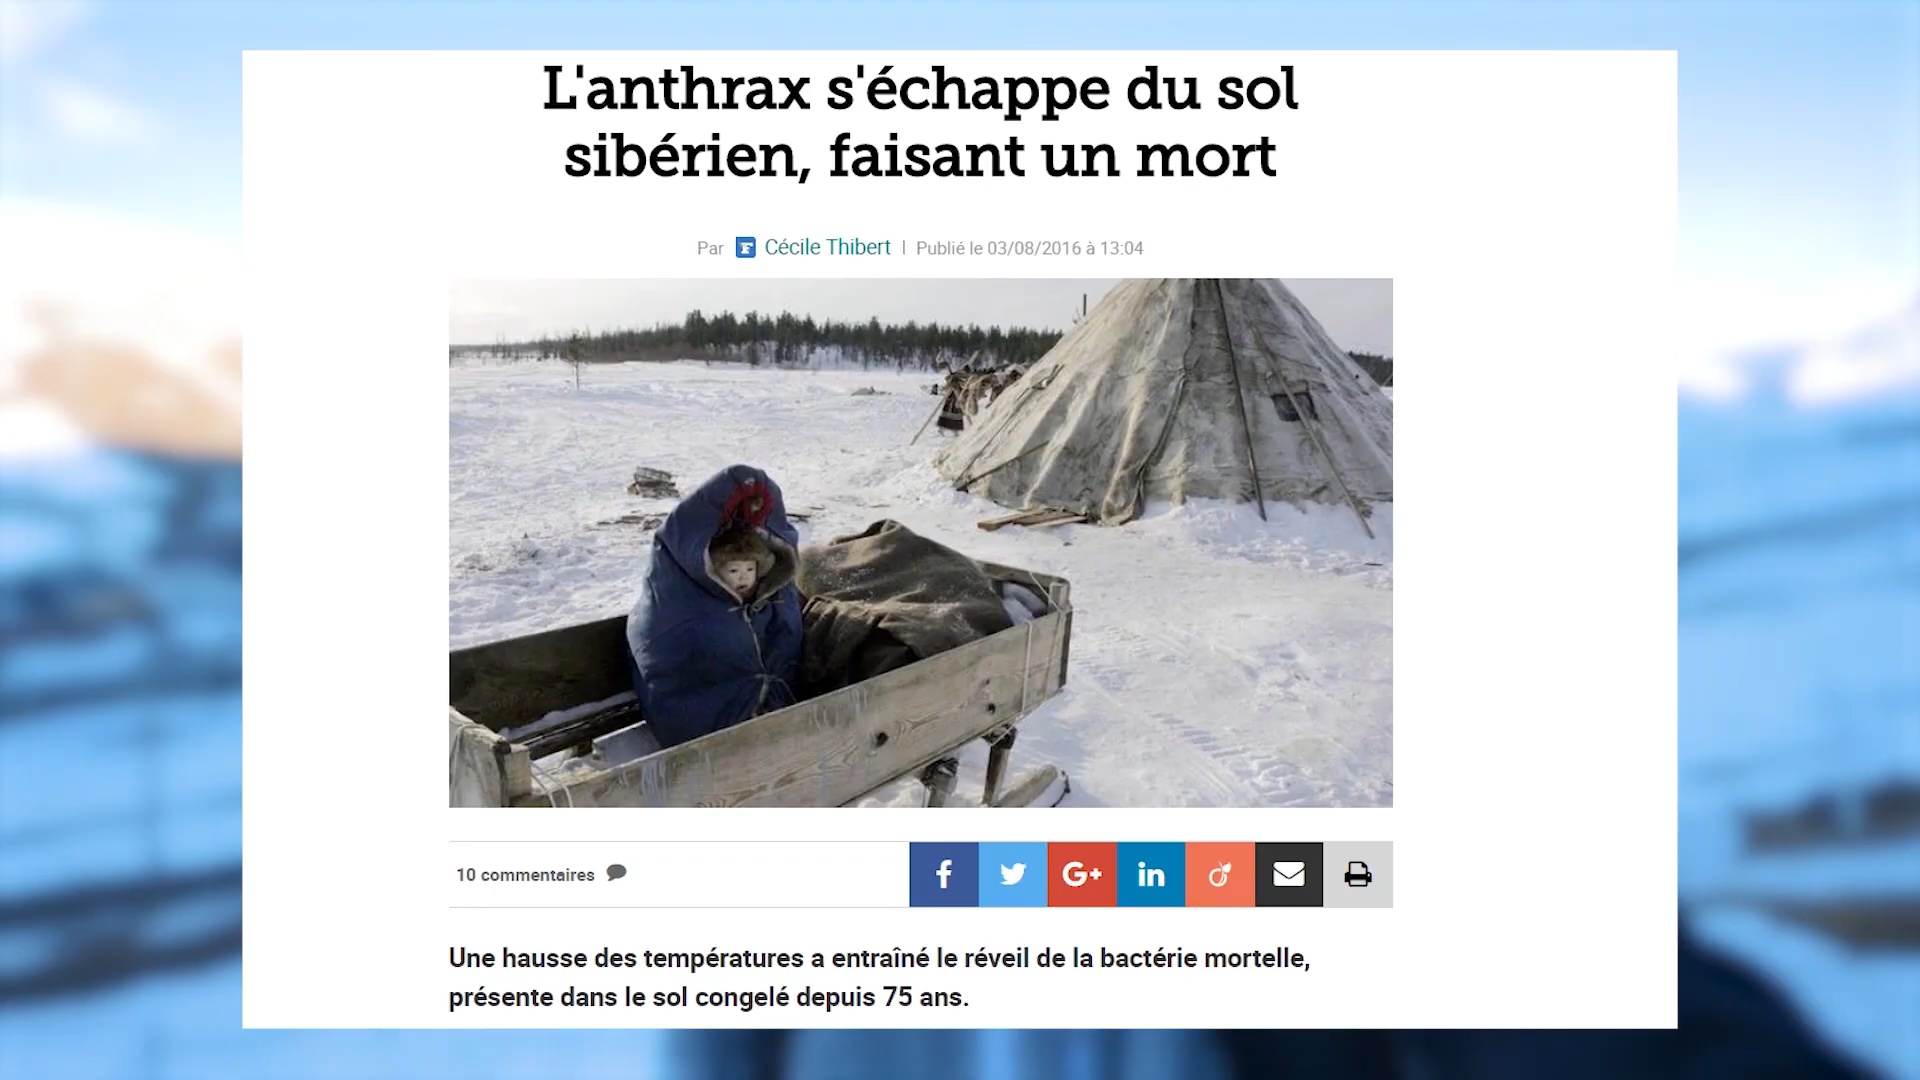 L'anthrax s'échappe du sol
sibérien, faisant un mort
Par F Cécile Thibert | Publié le 03/08/2016 à 13:04
10 commentaires
f G+ in
Une hausse des températures a entraîné le réveil de la bactérie mortelle,
présente dans le sol congelé depuis 75 ans.